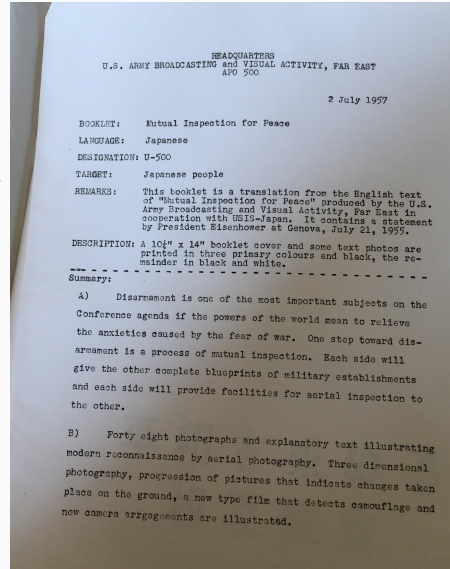 HEADQUARTERS
U.S. ARMY BROADCASTING and VISUAL ACTIVITY, FAR EAST
APO 500
2 July 1957
BOOKLET: Mutual Inspection for Peace
LANGUAGE: Japanese
DESIGNATION: U-500
TARGET: Japanese people
REMARKS: This booklet is a translation from the English text
of "Mutual Inspection for Peace" produced by the U.S.
Army Broadcasting and Visual Activity, Far East in
cooperation with USIS-Japan. It contains a statement
by President Eisenhower at Geneva, July 21, 1955.
DESCRIPTION: A 10¼" x 14" booklet cover and some text photos are
printed in three primary colours and black, the re-
mainder in black and white.
Summary:
A) Disarmament is one of the most important subjects on the
Conference agenda if the powers of the world mean to relieve
the anxieties caused by the fear of war. One step toward dis-
armament is a process of mutual inspection. Each side will
give the other complete blueprints of military establishments
and each side will provide facilities for aerial inspection to
the other.
B) Forty eight photographs and explanatory text illustrating
modern reconnaissance by aerial photography. Three dimensional
photography, progression of pictures that indicate changes taken
place on the ground, a new type film that detects camouflage and
new camera arrgagements are illustrated.